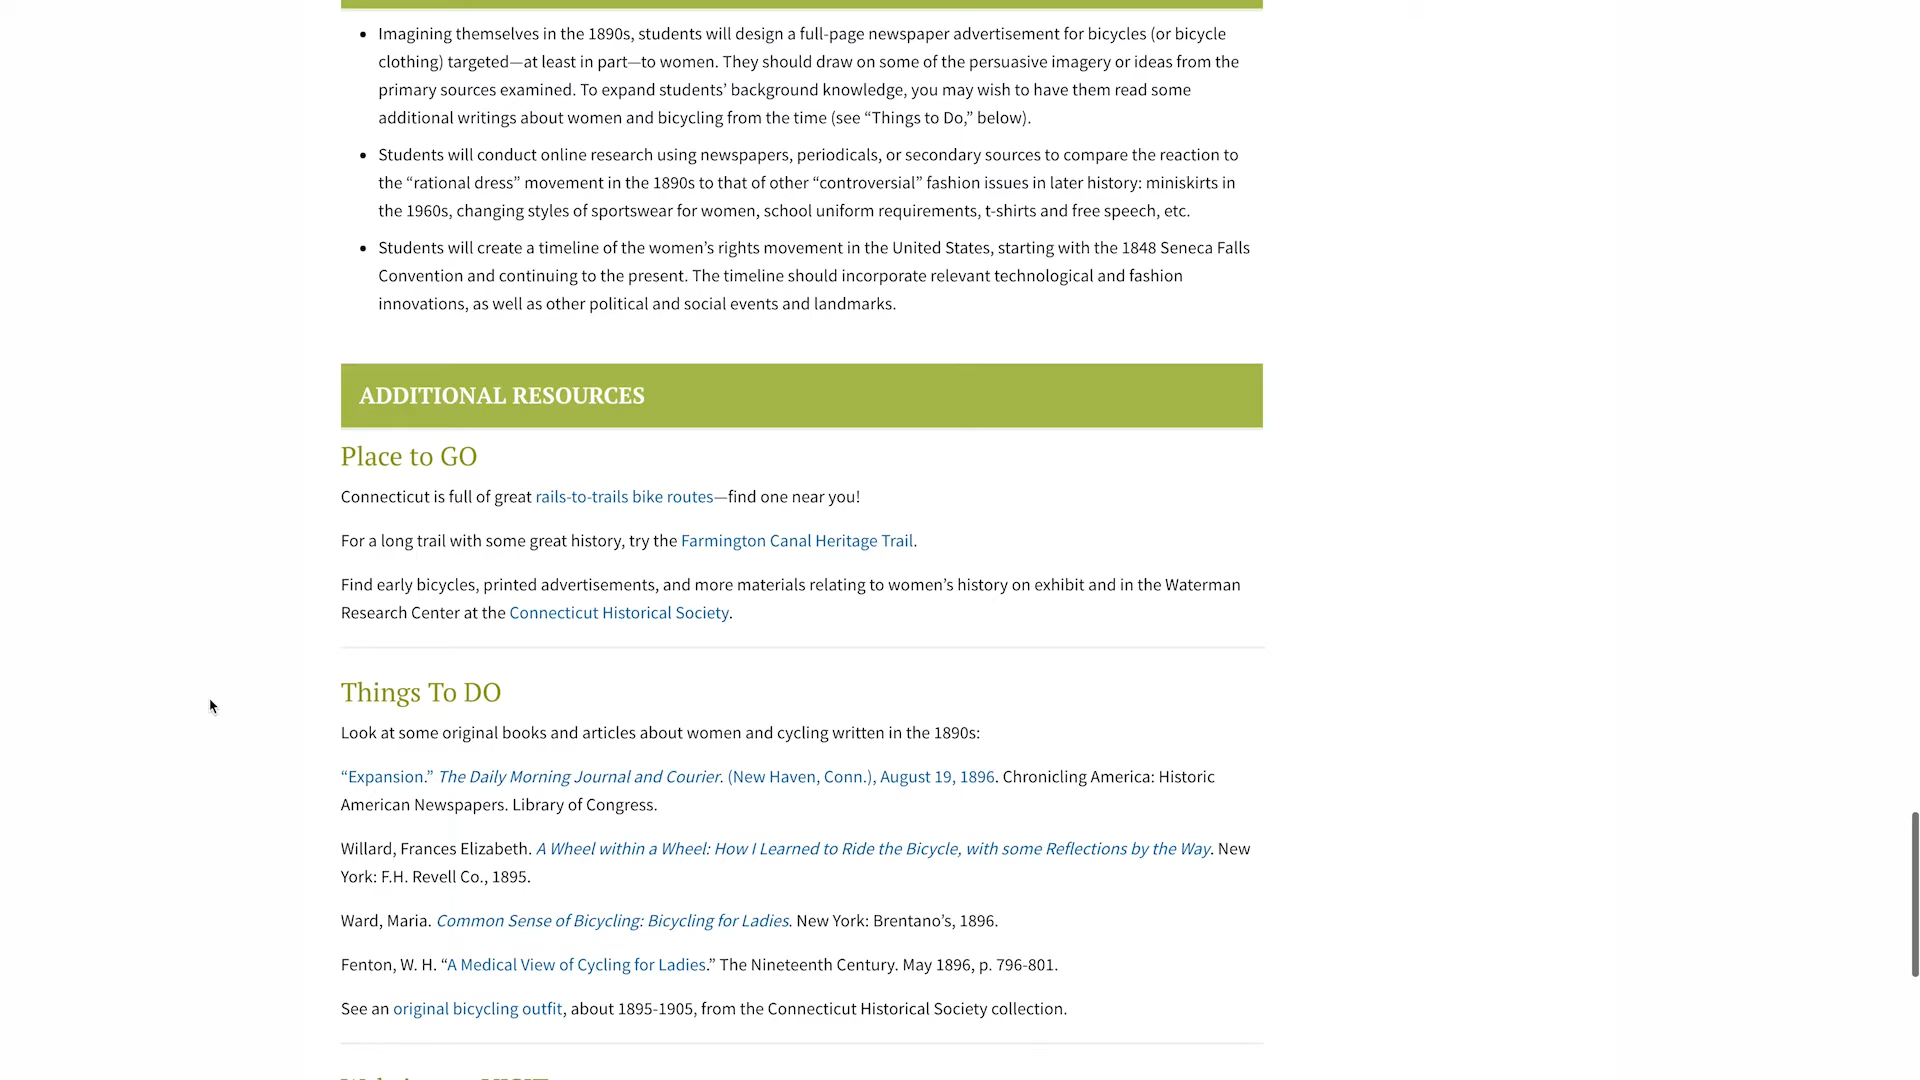 Imagining themselves in the 1890s, students will design a full-page newspaper advertisement for bicycles (or bicycle
clothing) targeted—at least in part—to women. They should draw on some of the persuasive imagery or ideas from the
primary sources examined. To expand students’ background knowledge, you may wish to have them read some
additional writings about women and bicycling from the time (see “Things to Do,” below).
Students will conduct online research using newspapers, periodicals, or secondary sources to compare the reaction to
the “rational dress” movement in the 1890s to that of other “controversial” fashion issues in later history: miniskirts in
the 1960s, changing styles of sportswear for women, school uniform requirements, t-shirts and free speech, etc.
Students will create a timeline of the women’s rights movement in the United States, starting with the 1848 Seneca Falls
Convention and continuing to the present. The timeline should incorporate relevant technological and fashion
innovations, as well as other political and social events and landmarks.
ADDITIONAL RESOURCES
Place to GO
Connecticut is full of great rails-to-trails bike routes—find one near you!
For a long trail with some great history, try the Farmington Canal Heritage Trail.
Find early bicycles, printed advertisements, and more materials relating to women’s history on exhibit and in the Waterman
Research Center at the Connecticut Historical Society.
Things To DO
Look at some original books and articles about women and cycling written in the 1890s:
“Expansion.” The Daily Morning Journal and Courier. (New Haven, Conn.), August 19, 1896. Chronicling America: Historic
American Newspapers. Library of Congress.
Willard, Frances Elizabeth. A Wheel within a Wheel: How I Learned to Ride the Bicycle, with some Reflections by the Way. New
York: F.H. Revell Co., 1895.
Ward, Maria. Common Sense of Bicycling: Bicycling for Ladies. New York: Brentano’s, 1896.
Fenton, W. H. “A Medical View of Cycling for Ladies.” The Nineteenth Century. May 1896, p. 796-801.
See an original bicycling outfit, about 1895-1905, from the Connecticut Historical Society collection.